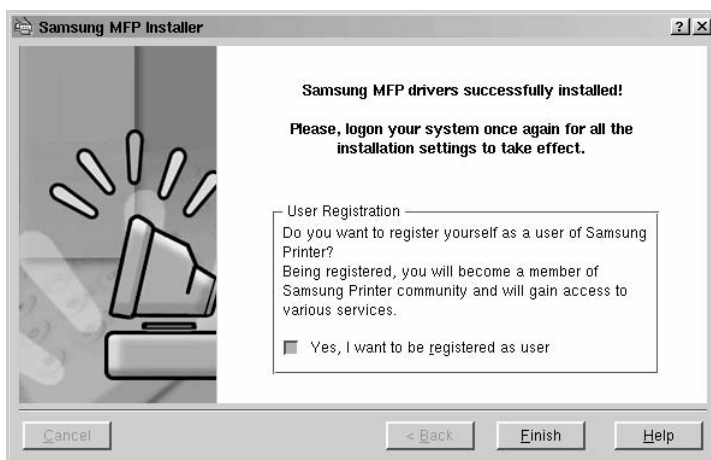 Samsung MFP Installer
Samsung MFP drivers successfully installed!
Please, logon your system once again for all the
installation settings to take effect.
User Registration
Do you want to register yourself as a user of Samsung
Printer?
Being registered, you will become a member of
Samsung Printer community and will gain access to
various services.
Yes, I want to be registered as user
Cancel
< Back
Finish
Help